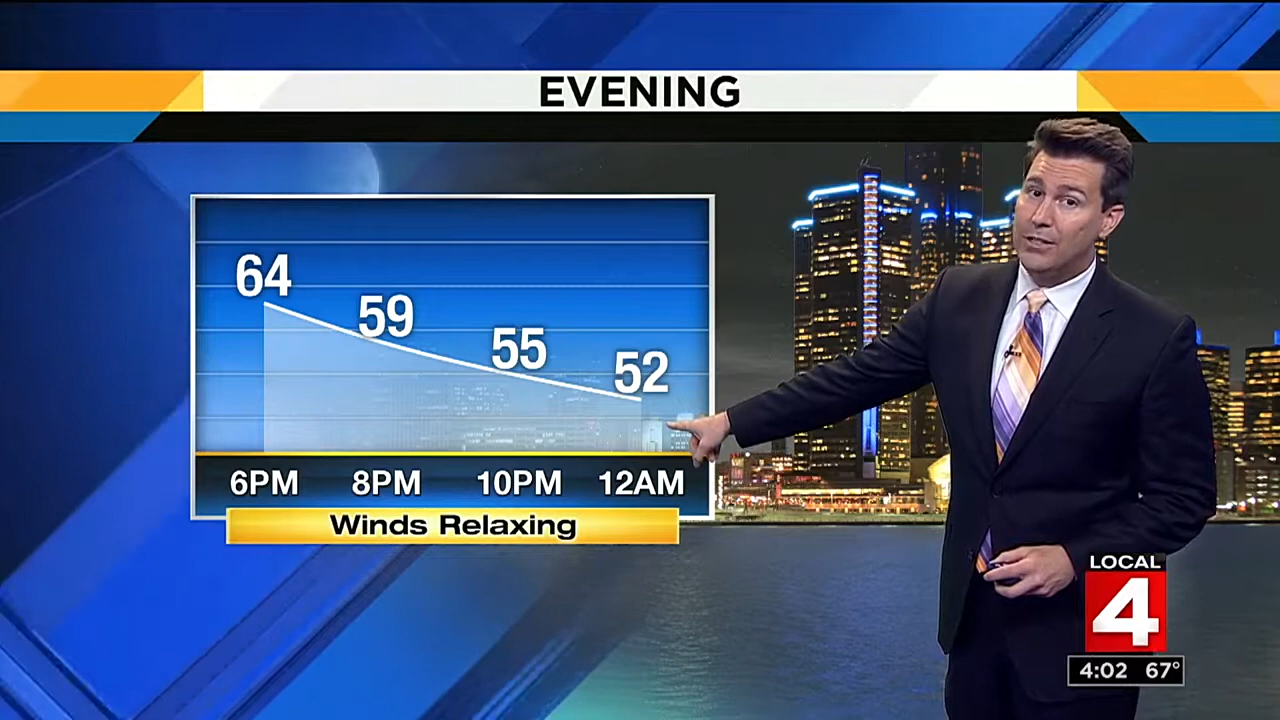 EVENING
64
59
55
52
6PM 8PM 10PM 12AM
Winds Relaxing
LOCAL
4
4:02 67°